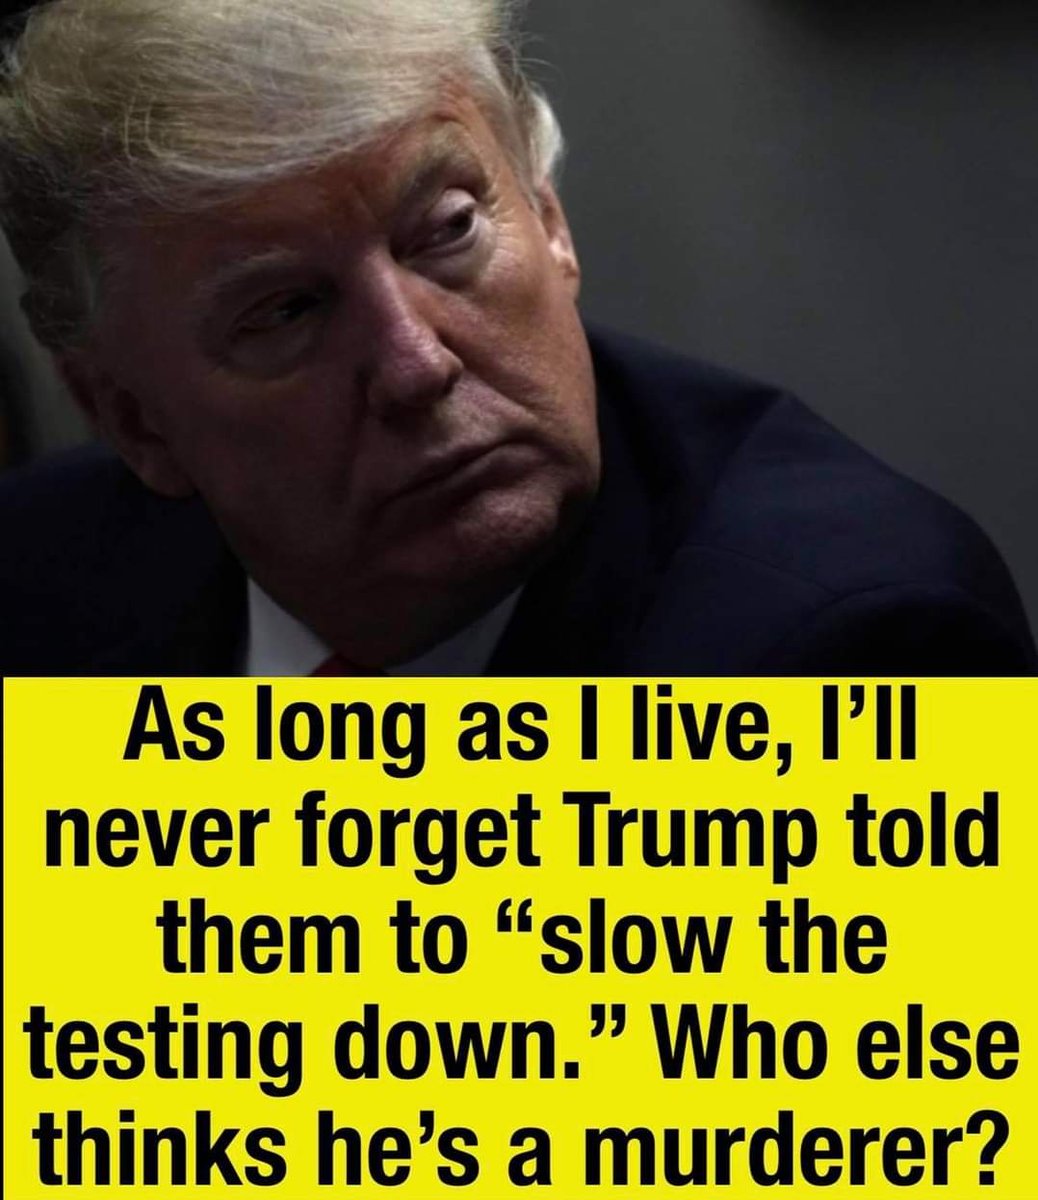 As long as I live, I’ll
never forget Trump told
them to “slow the
testing down.” Who else
thinks he’s a murderer?